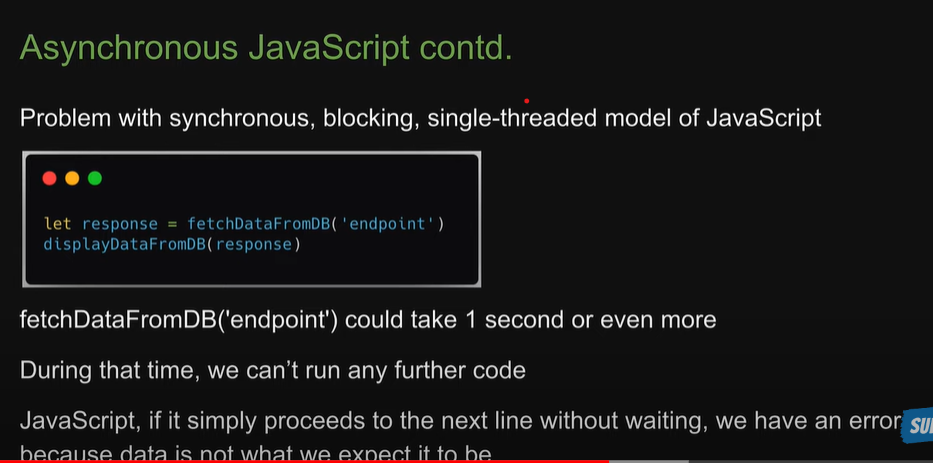 Asynchronous JavaScript contd.
Problem with synchronous, blocking, single-threaded model of JavaScript
let response = fetchDataFromDB('endpoint')
displayDataFromDB(response)
fetchDataFromDB('endpoint') could take 1 second or even more
During that time, we can’t run any further code
JavaScript, if it simply proceeds to the next line without waiting, we have an error
because data is not what we expect it to be